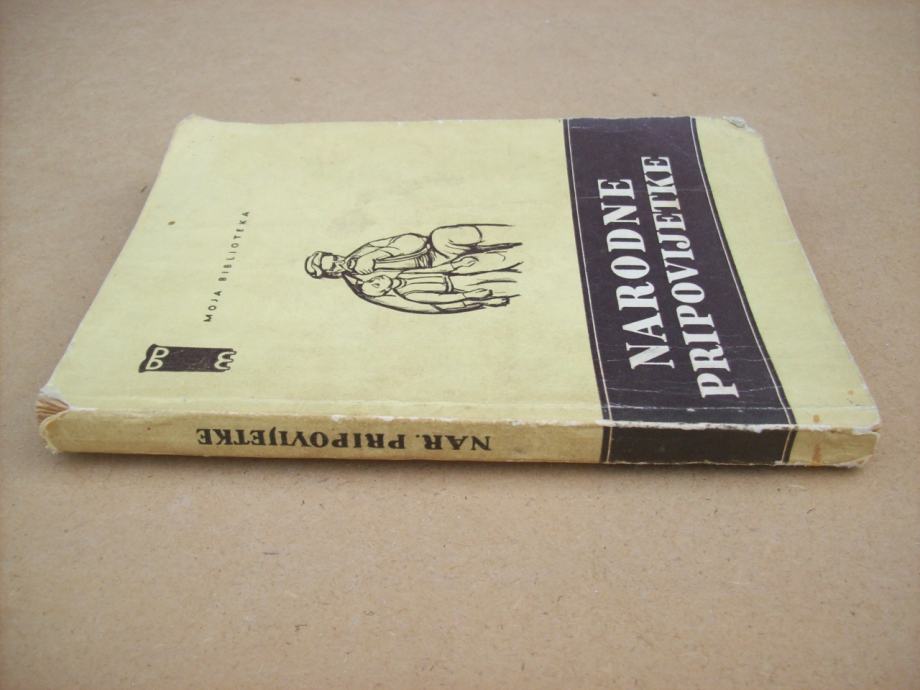 NARODNE
PRIPOVIJETKE
MOJA BIBLIOTEKA
NAR. PRIPOVIJETKE